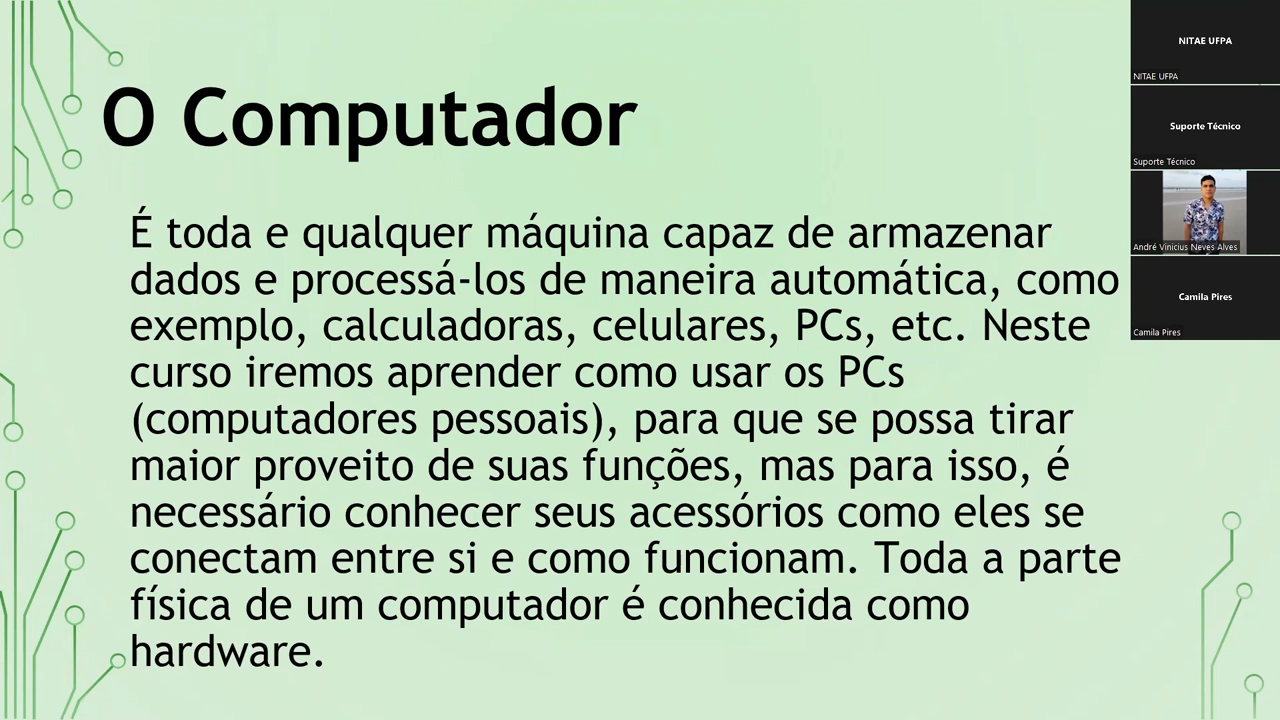 O Computador
É toda e qualquer máquina capaz de armazenar
dados e processá-los de maneira automática, como
exemplo, calculadoras, celulares, PCs, etc. Neste
curso iremos aprender como usar os PCs
(computadores pessoais), para que se possa tirar
maior proveito de suas funções, mas para isso, é
necessário conhecer seus acessórios como eles se
conectam entre si e como funcionam. Toda a parte
física de um computador é conhecida como
hardware.
NITAE UFPA
NITAE UFPA
Suporte Técnico
Suporte Técnico
André Vinicius Neves Alves
Camila Pires
Camila Pires